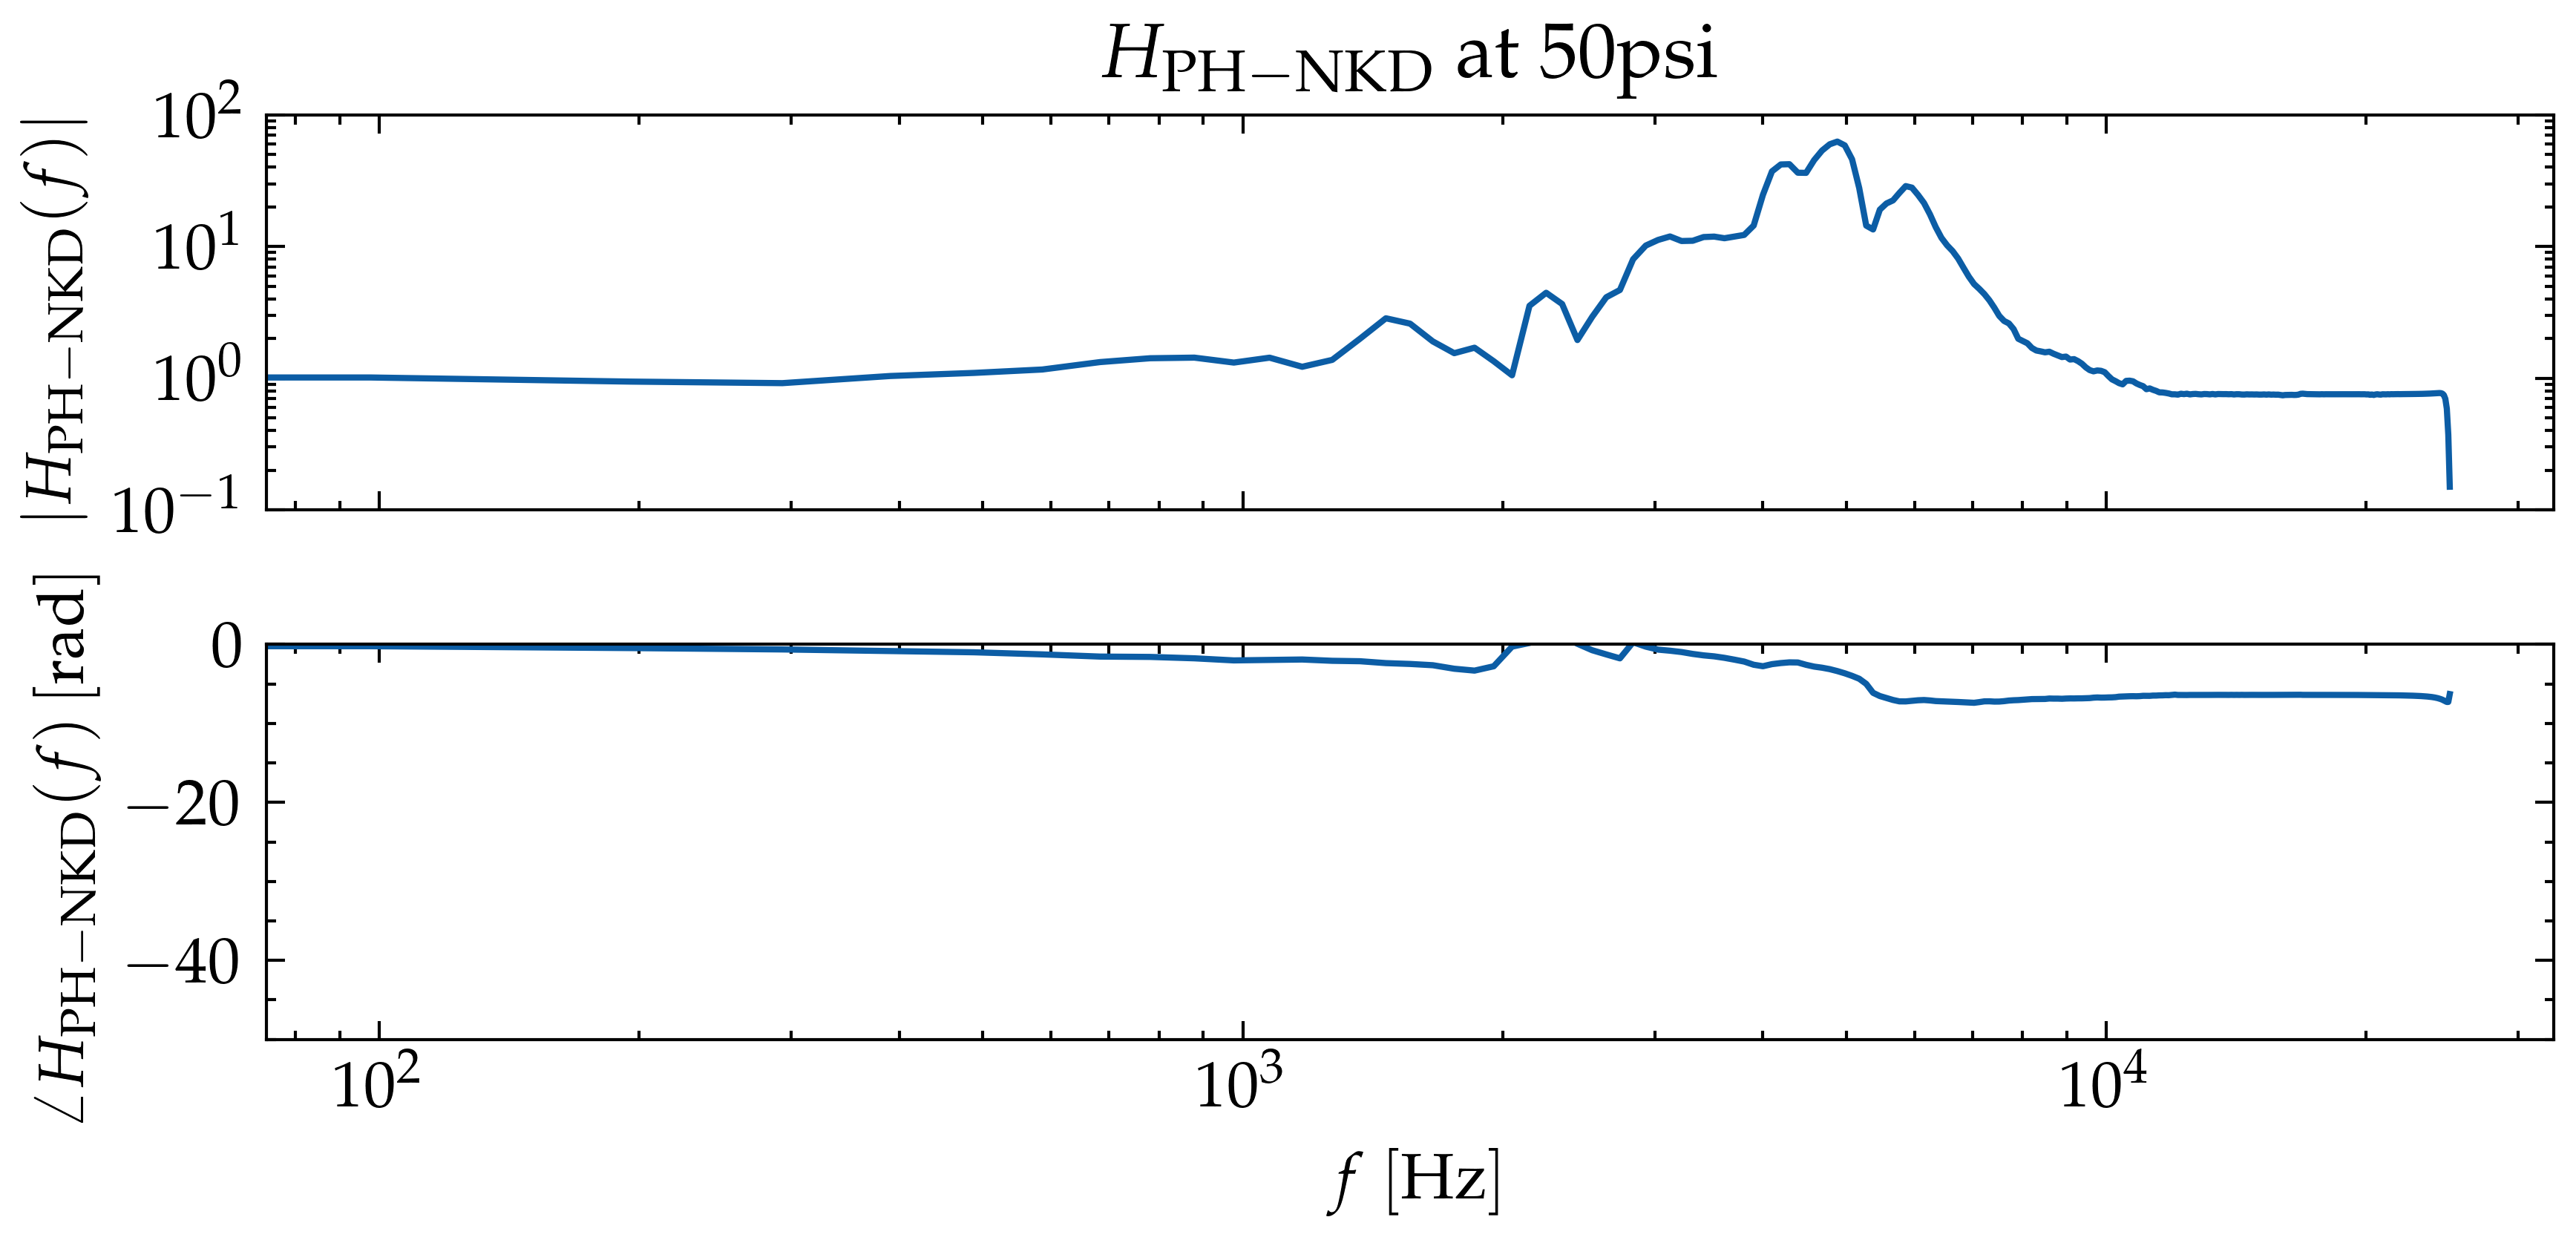 H_PH−NKD at 50psi
|H_PH−NKD(f)|
10^2
10^1
10^0
10^−1
∠H_PH−NKD(f) [rad]
0
−20
−40
10^2 10^3 10^4
f [Hz]